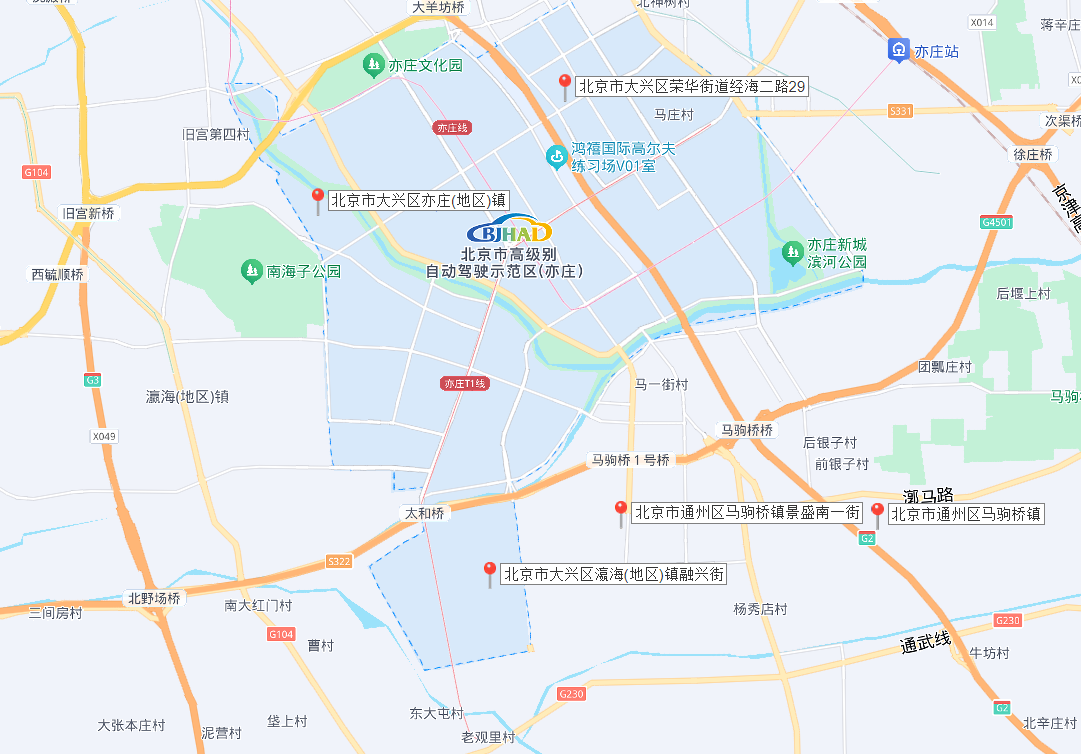 大羊坊桥
X014
亦庄文化园
亦庄站
北京市大兴区荣华街道经海二路29
马庄村
S331
次渠桥
亦庄线
旧宫第四村
鸿禧国际高尔夫
练习场V01室
徐庄桥
G104
北京市大兴区亦庄(地区)镇
旧宫新桥
G4501
BJHAD
北京市高级别
自动驾驶示范区(亦庄)
亦庄新城
滨河公园
西毓顺桥
南海子公园
后堰上村
团瓢庄村
G3
亦庄T1线
马一街村
瀛海(地区)镇
X049
马驹桥桥
后银子村
马驹桥1号桥
前银子村
漷马路
太和桥
北京市通州区马驹桥镇景盛南一街
北京市通州区马驹桥镇
G2
S322
北京市大兴区瀛海(地区)镇融兴街
北野场桥
三间房村
南大红门村
杨秀店村
G230
G104
曹村
通武线
牛坊村
G230
G2
东大屯村
垡上村
大张本庄村
泥营村
老观里村
北辛庄村